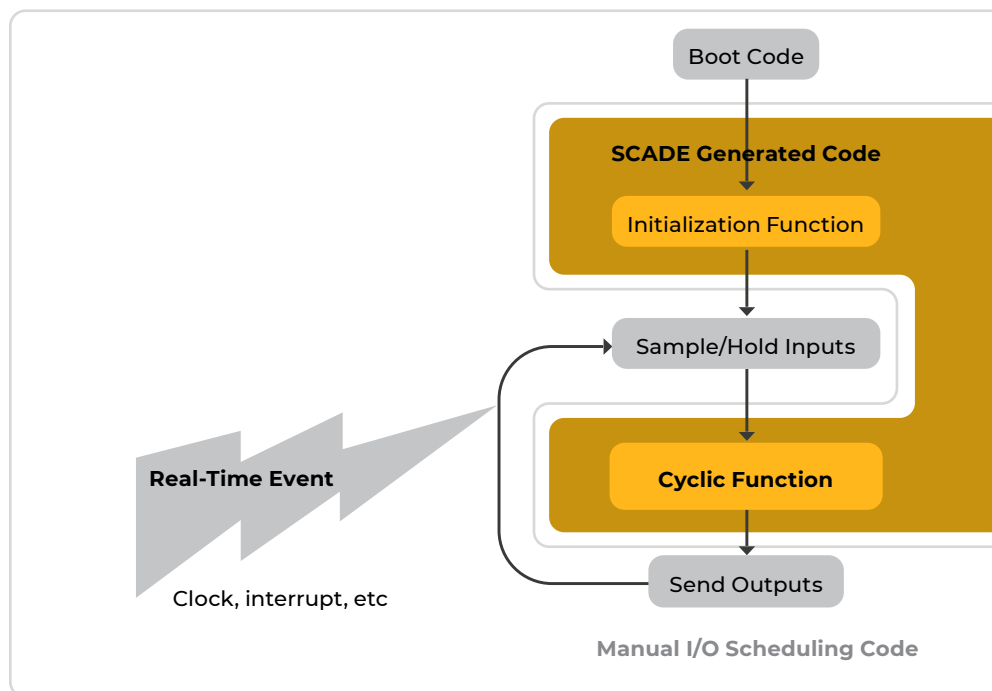 Boot Code
SCADE Generated Code
Initialization Function
Sample/Hold Inputs
Real-Time Event
Cyclic Function
Clock, interrupt, etc
Send Outputs
Manual I/O Scheduling Code